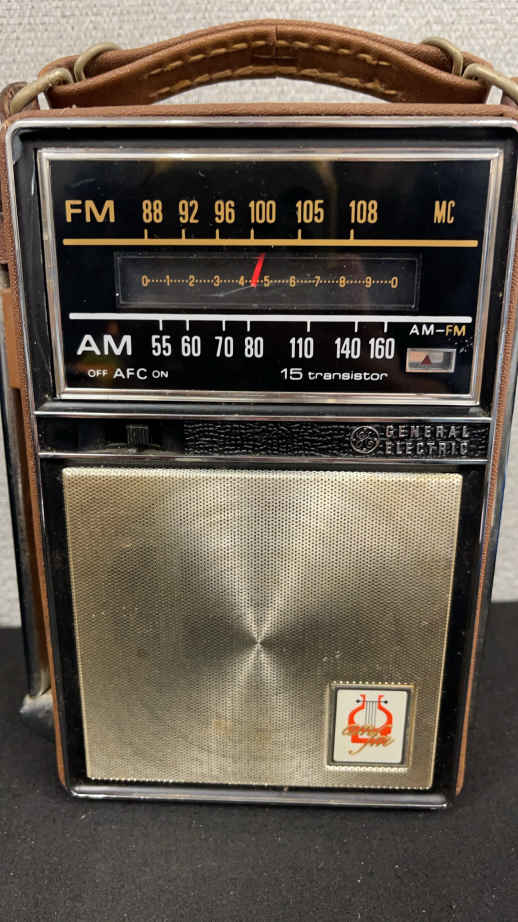 FM 88 92 96 100 105 108 MC
0 1 2 3 4 5 6 7 8 9 0
AM-FM
AM 55 60 70 80 110 140 160
OFF AFC ON 15 transistor
GE GENERAL
ELECTRIC